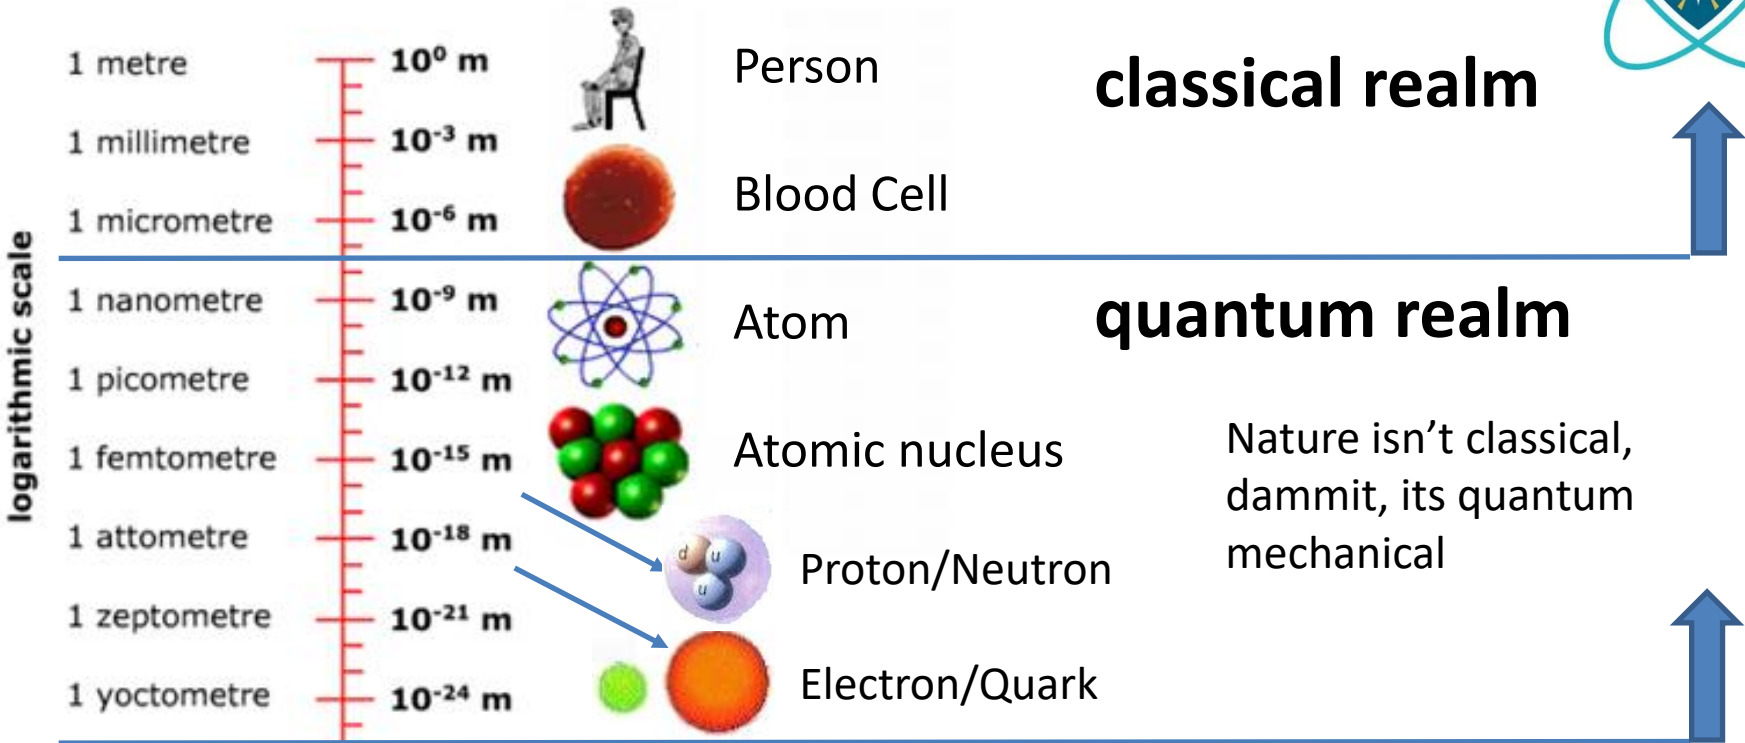 1 metre 10⁰ m Person classical realm
1 millimetre 10⁻³ m
Blood Cell
1 micrometre 10⁻⁶ m
logarithmic scale
1 nanometre 10⁻⁹ m Atom quantum realm
1 picometre 10⁻¹² m
1 femtometre 10⁻¹⁵ m Atomic nucleus
Nature isn’t classical,
dammit, its quantum
mechanical
1 attometre 10⁻¹⁸ m
d u
u
Proton/Neutron
1 zeptometre 10⁻²¹ m
1 yoctometre 10⁻²⁴ m Electron/Quark